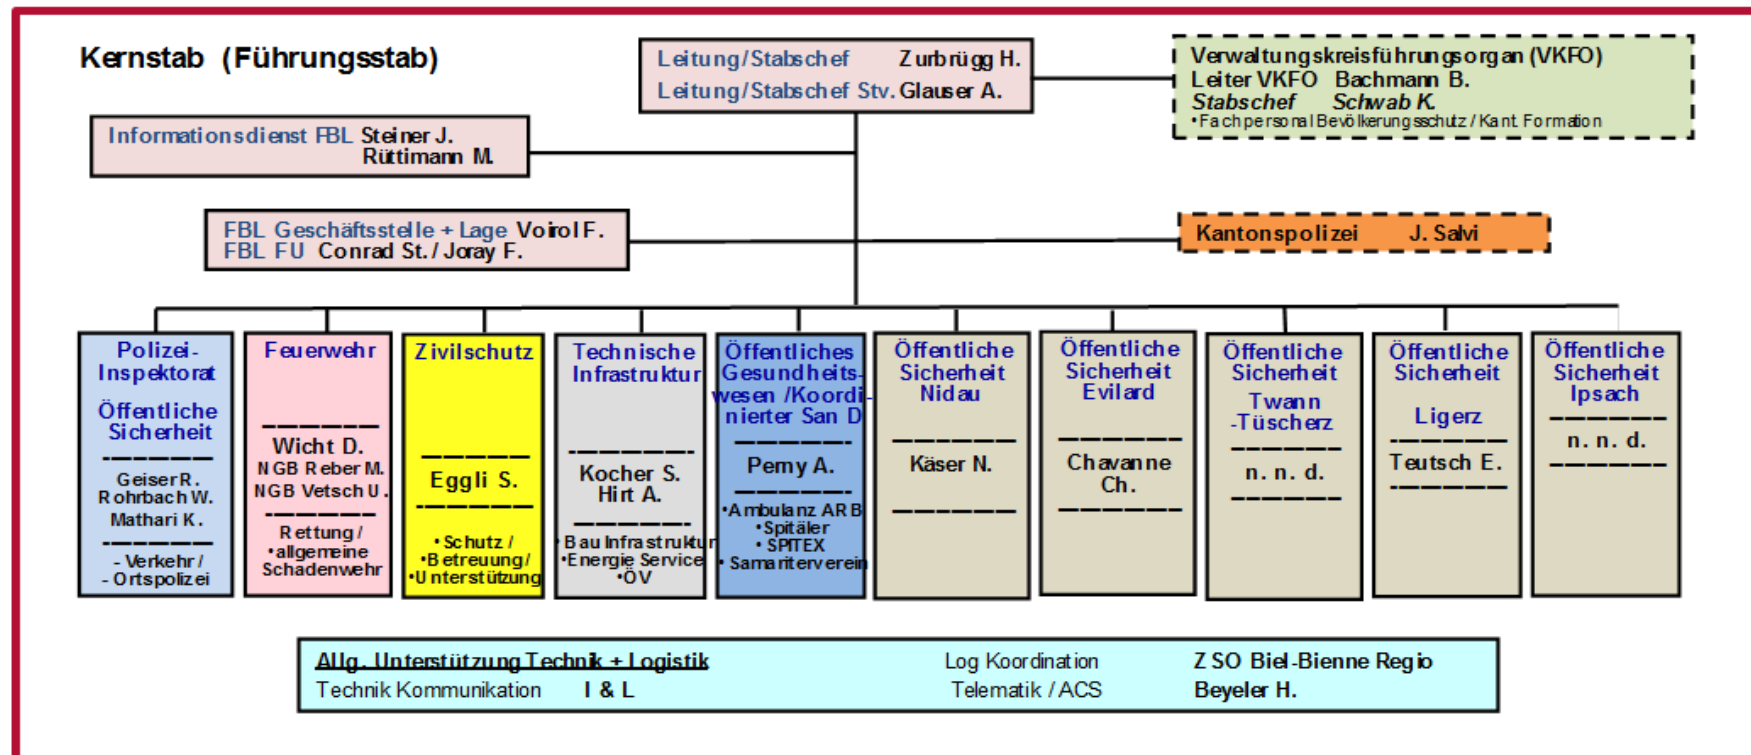 Kernstab (Führungsstab)
Leitung/Stabschef Zurbrügg H.
Leitung/Stabschef Stv. Glauser A.
Verwaltungskreisführungsorgan (VKFO)
Leiter VKFO Bachmann B.
Stabschef Schwab K.
•Fachpersonal Bevölkerungsschutz / Kant. Formation
Informationsdienst FBL Steiner J.
Rüttimann M.
FBL Geschäftsstelle + Lage Voirol F.
FBL FU Conrad St. / Joray F.
Kantonspolizei J. Salvi
Polizei-
Inspektorat
Öffentliche
Sicherheit
Geiser R.
Rohrbach W.
Mathari K.
- Verkehr /
- Ortspolizei
Feuerwehr
Wicht D.
NGB Reber M.
NGB Vetsch U.
Rettung /
•allgemeine
Schadenwehr
Zivilschutz
Eggli S.
•Schutz /
•Betreuung /
•Unterstützung
Technische
Infrastruktur
Kocher S.
Hirt A.
•Bau Infrastruktur
•Energie Service
•ÖV
Öffentliches
Gesundheits-
wesen /Koordi-
nierter San D
Perny A.
•Ambulanz ARB
•Spitäler
•SPITEX
•Samariterverein
Öffentliche
Sicherheit
Nidau
Käser N.
Öffentliche
Sicherheit
Evilard
Chavanne
Ch.
Öffentliche
Sicherheit
Twann
-Tüscherz
n. n. d.
Öffentliche
Sicherheit
Ligerz
Teutsch E.
Öffentliche
Sicherheit
Ipsach
n. n. d.
Allg. Unterstützung Technik + Logistik
Log Koordination ZSO Biel-Bienne Regio
Technik Kommunikation I & L
Telematik / ACS Beyeler H.